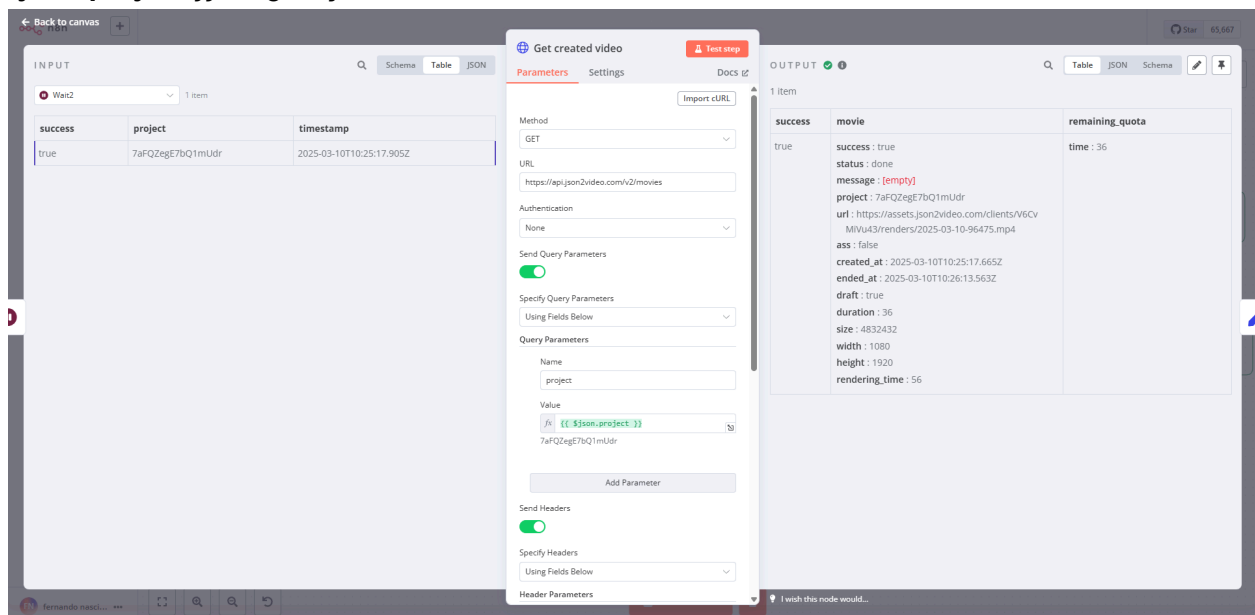 ← Back to canvas
n8n
+
Star 65,667
INPUT
Schema Table JSON
Wait2
1 item
success project timestamp
true 7aFQZegE7bQ1mUdr 2025-03-10T10:25:17.905Z
Get created video
Test step
Parameters Settings Docs
Import cURL
Method
GET
URL
https://api.json2video.com/v2/movies
Authentication
None
Send Query Parameters
Specify Query Parameters
Using Fields Below
Query Parameters
Name
project
Value
fx {{ $json.project }}
7aFQZegE7bQ1mUdr
Add Parameter
Send Headers
Specify Headers
Using Fields Below
Header Parameters
OUTPUT
Table JSON Schema
1 item
success movie remaining_quota
true success : true time : 36
status : done
message : [empty]
project : 7aFQZegE7bQ1mUdr
url : https://assets.json2video.com/clients/V6Cv
MiVu43/renders/2025-03-10-96475.mp4
ass : false
created_at : 2025-03-10T10:25:17.665Z
ended_at : 2025-03-10T10:26:13.563Z
draft : true
duration : 36
size : 4832432
width : 1080
height : 1920
rendering_time : 56
fernando nasci... •••
I wish this node would...